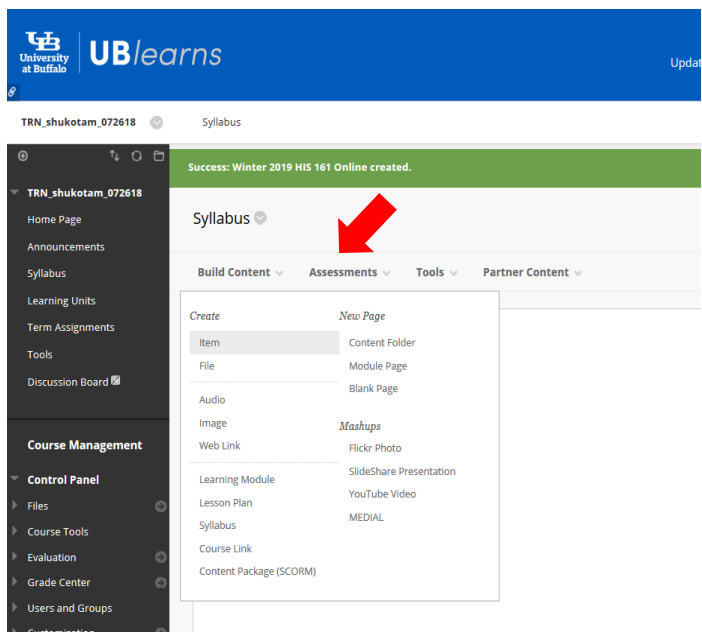 University
at Buffalo
UBlearns
Updat
TRN_shukotam_072618
Syllabus
Success: Winter 2019 HIS 161 Online created.
TRN_shukotam_072618
Home Page
Announcements
Syllabus
Learning Units
Term Assignments
Tools
Discussion Board
Course Management
Control Panel
Files
Course Tools
Evaluation
Grade Center
Users and Groups
Customization
Syllabus
Build Content
Assessments
Tools
Partner Content
Create
Item
File
Audio
Image
Web Link
Learning Module
Lesson Plan
Syllabus
Course Link
Content Package (SCORM)
New Page
Content Folder
Module Page
Blank Page
Mashups
Flickr Photo
SlideShare Presentation
YouTube Video
MEDIAL